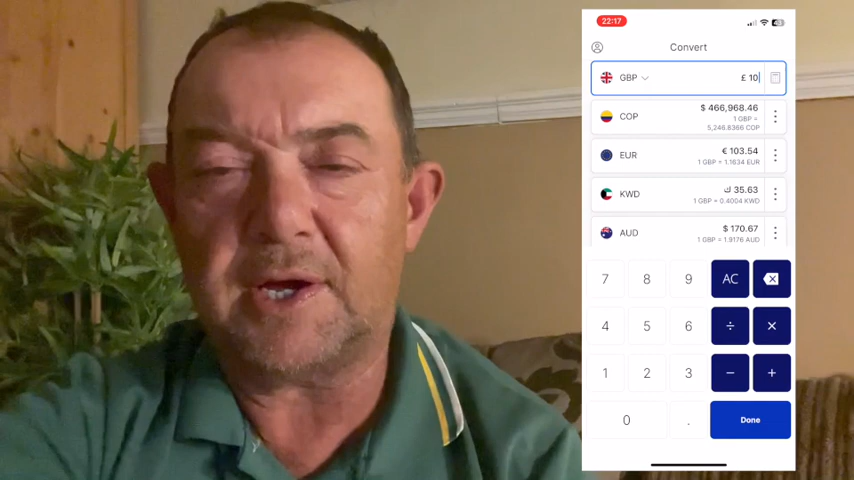 22:17
Convert
GBP £ 10
COP $ 466,968.46
1 GBP =
5,246.8366 COP
EUR € 103.54
1 GBP = 1.1634 EUR
KWD ك 35.63
1 GBP = 0.4004 KWD
AUD $ 170.67
1 GBP = 1.9176 AUD
7 8 9 AC
4 5 6 ÷ ×
1 2 3 − +
0 . Done